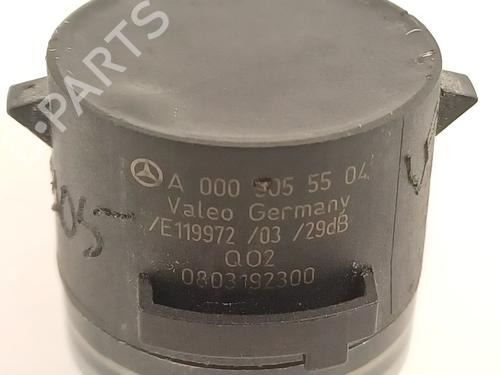 A 000 905 55 04
Valeo Germany
/E119972 /03 /29dB
Q02
0803192300
PARTS